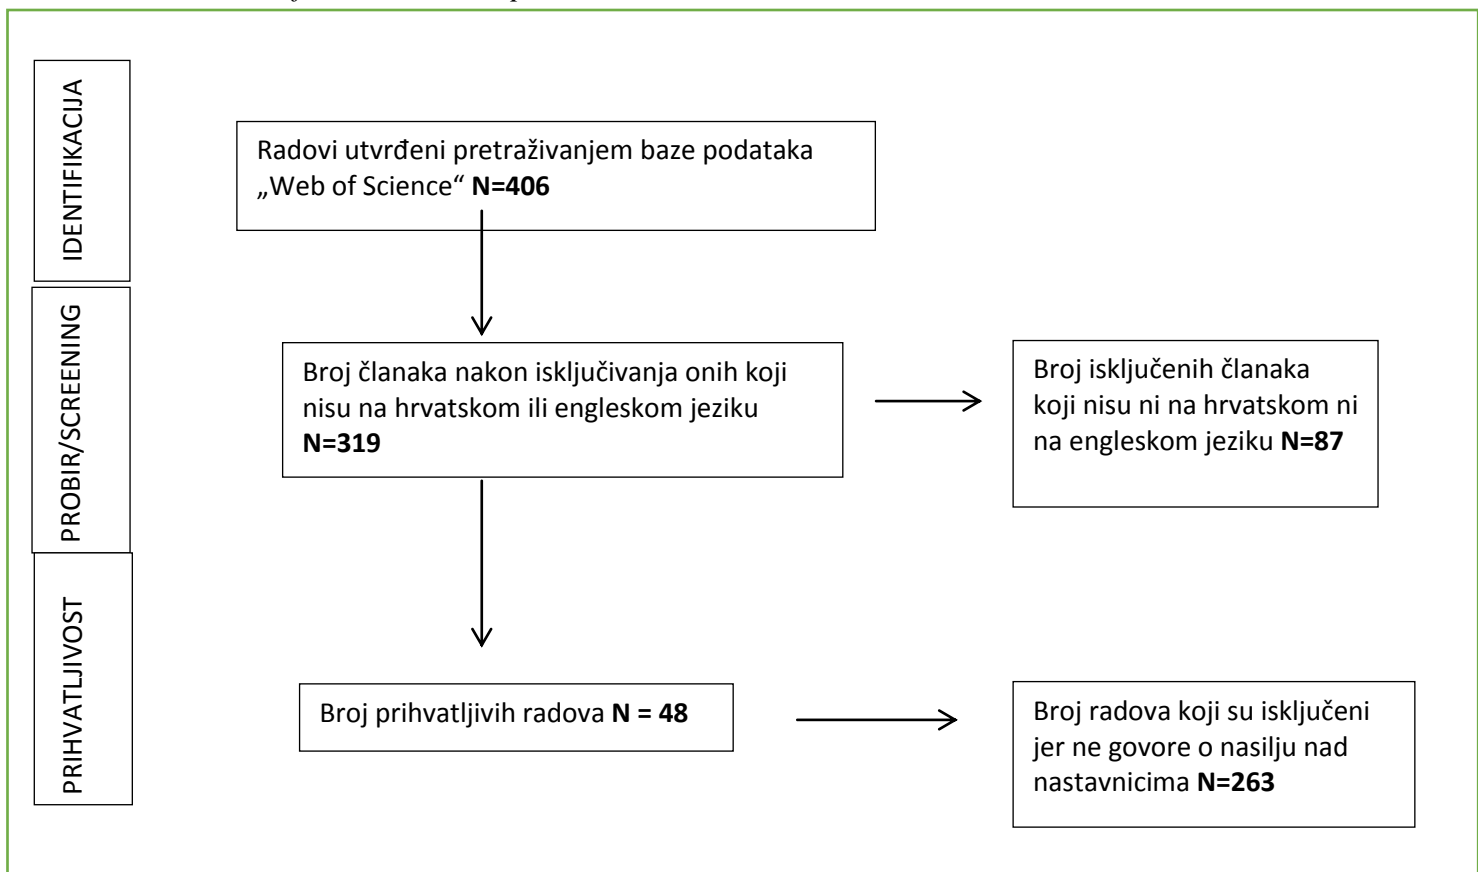 IDENTIFIKACIJA
Radovi utvrđeni pretraživanjem baze podataka
„Web of Science“ N=406
PROBIR/SCREENING
Broj članaka nakon isključivanja onih koji
nisu na hrvatskom ili engleskom jeziku
N=319
Broj isključenih članaka
koji nisu ni na hrvatskom ni
na engleskom jeziku N=87
PRIHVATLJIVOST
Broj prihvatljivih radova N = 48
Broj radova koji su isključeni
jer ne govore o nasilju nad
nastavnicima N=263